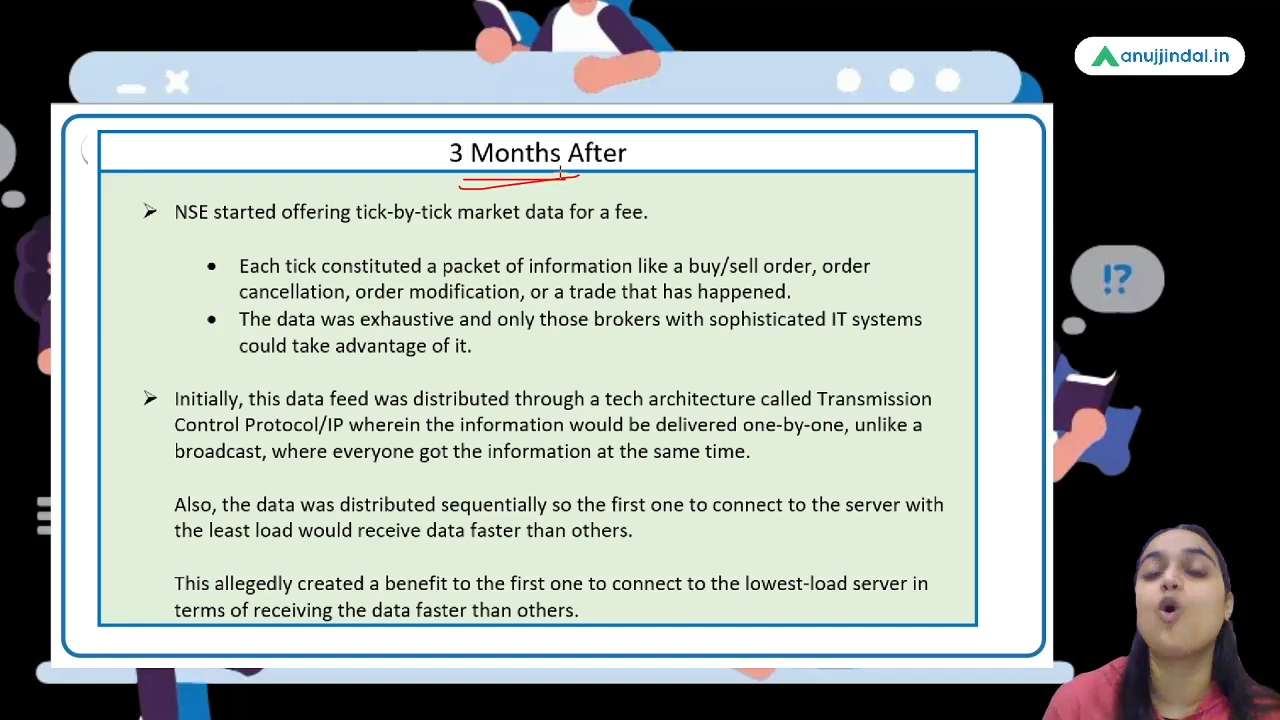 anujjindal.in
3 Months After
➢ NSE started offering tick-by-tick market data for a fee.
• Each tick constituted a packet of information like a buy/sell order, order
cancellation, order modification, or a trade that has happened.
• The data was exhaustive and only those brokers with sophisticated IT systems
could take advantage of it.
➢ Initially, this data feed was distributed through a tech architecture called Transmission
Control Protocol/IP wherein the information would be delivered one-by-one, unlike a
broadcast, where everyone got the information at the same time.
Also, the data was distributed sequentially so the first one to connect to the server with
the least load would receive data faster than others.
This allegedly created a benefit to the first one to connect to the lowest-load server in
terms of receiving the data faster than others.
!?